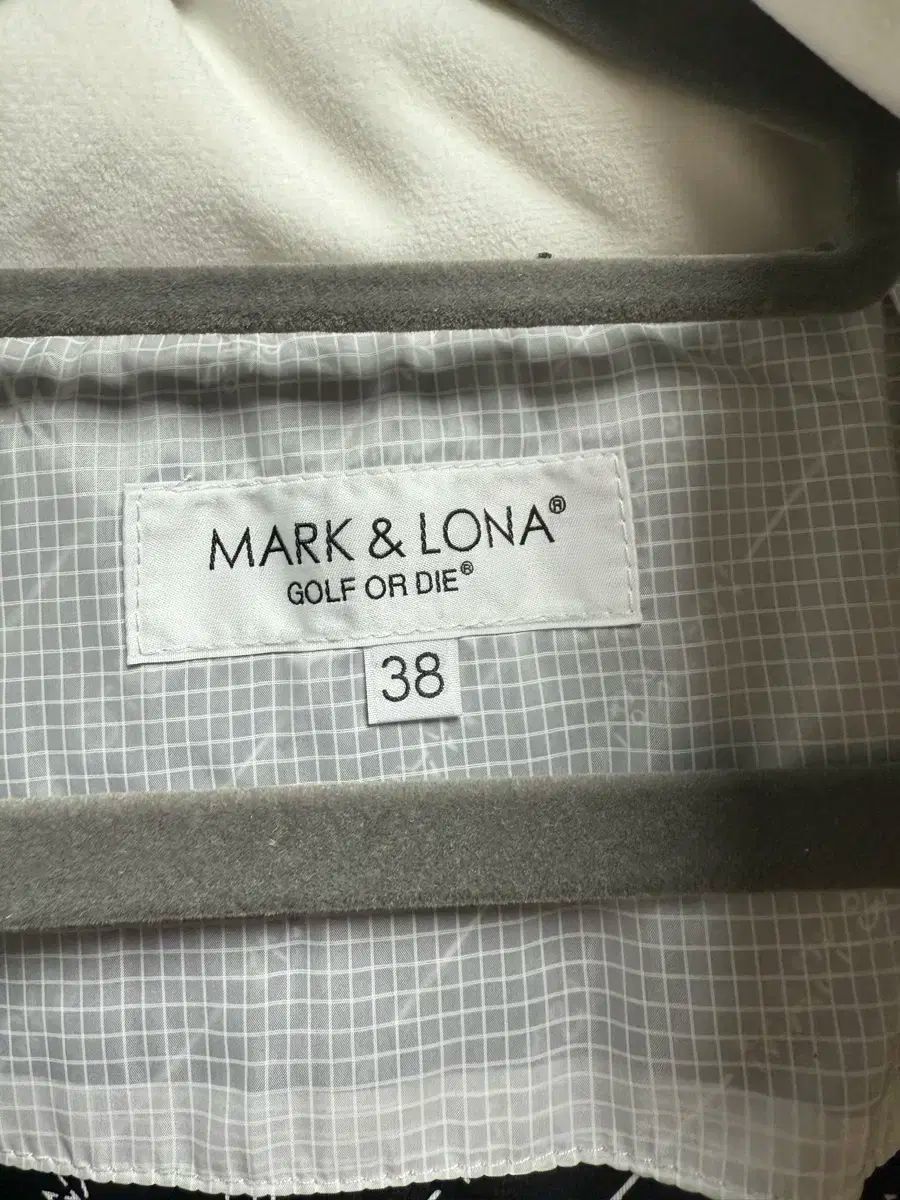 MARK & LONA®
GOLF OR DIE®
38